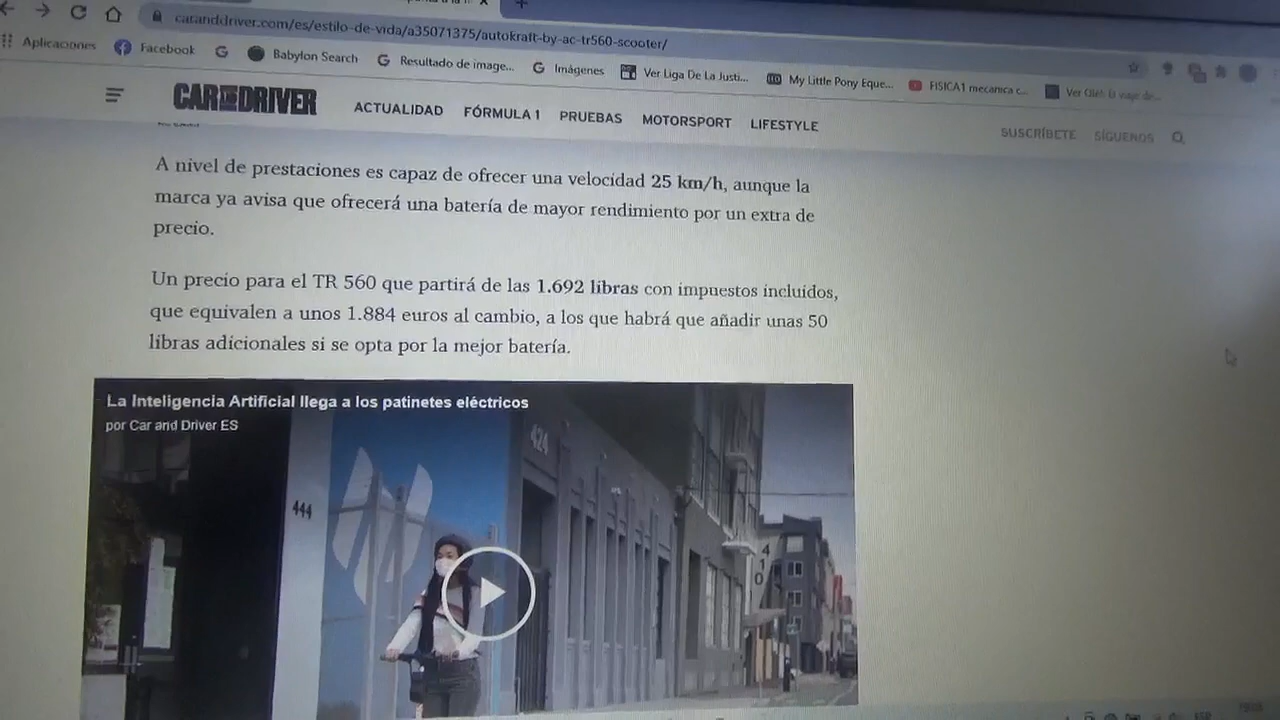 caranddriver.com/es/estilo-de-vida/a35071375/autokraft-by-ac-tr560-scooter/
Aplicaciones Facebook Babylon Search Resultado de image... Imágenes Ver Liga De La Justi... My Little Pony Eque... FISICA1 mecanica c...
CAR AND DRIVER ACTUALIDAD FÓRMULA 1 PRUEBAS MOTORSPORT LIFESTYLE SUSCRÍBETE SÍGUENOS
A nivel de prestaciones es capaz de ofrecer una velocidad 25 km/h, aunque la
marca ya avisa que ofrecerá una batería de mayor rendimiento por un extra de
precio.
Un precio para el TR 560 que partirá de las 1.692 libras con impuestos incluidos,
que equivalen a unos 1.884 euros al cambio, a los que habrá que añadir unas 50
libras adicionales si se opta por la mejor batería.
La Inteligencia Artificial llega a los patinetes eléctricos
por Car and Driver ES
424
444
410